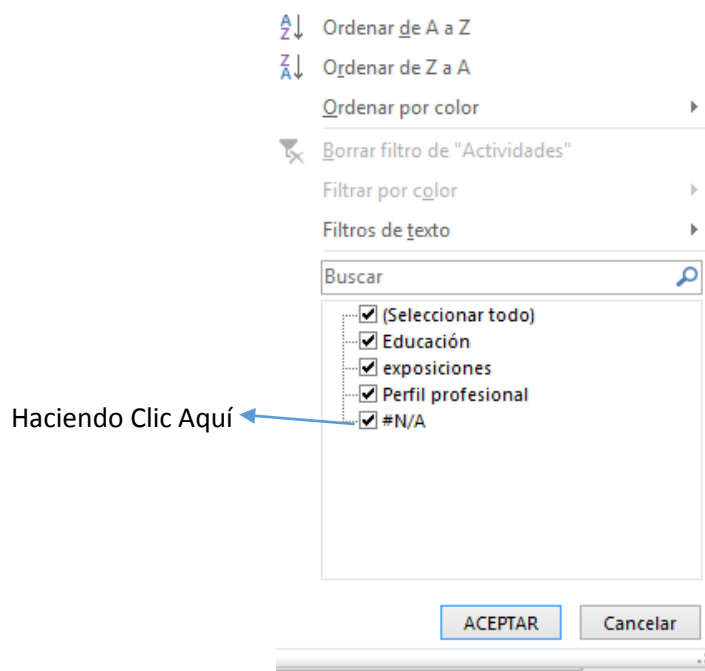 Ordenar de A a Z
Ordenar de Z a A
Ordenar por color
Borrar filtro de "Actividades"
Filtrar por color
Filtros de texto
Buscar
(Seleccionar todo)
Educación
exposiciones
Perfil profesional
Haciendo Clic Aquí
#N/A
ACEPTAR
Cancelar